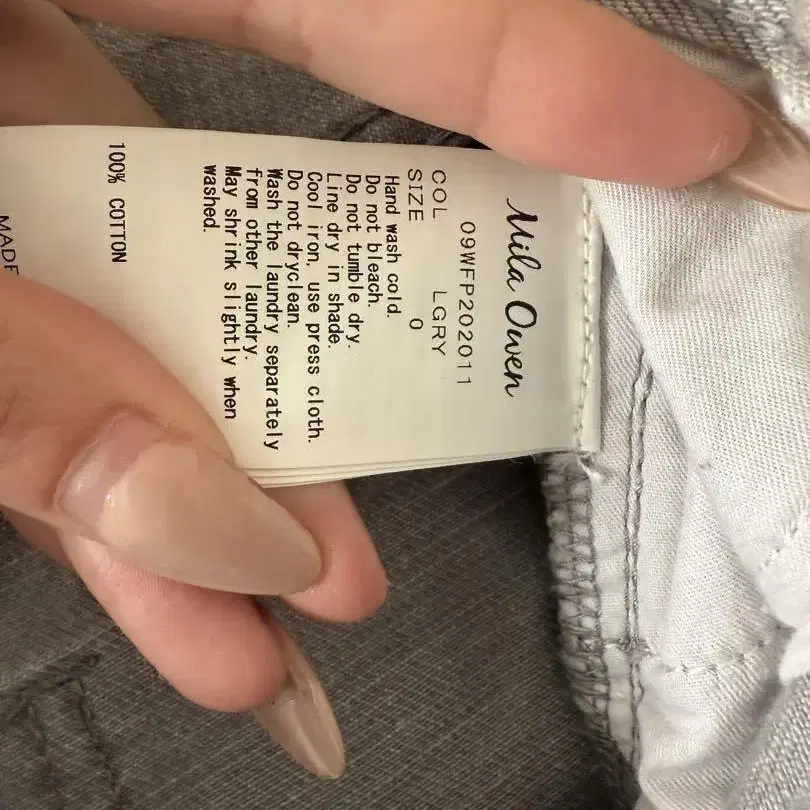 Mila Owen
09WFP202011
COL LGRY
SIZE 0
Hand wash cold.
Do not bleach.
Do not tumble dry.
Line dry in shade.
Cool iron, use press cloth.
Do not dryclean.
Wash the laundry separately
from other laundry.
May shrink slightly when
washed.
100% COTTON
MADE